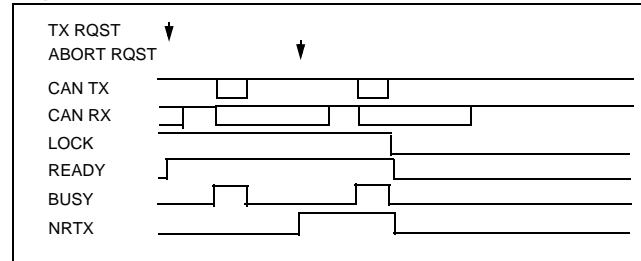 TX RQST
ABORT RQST
CAN TX
CAN RX
LOCK
READY
BUSY
NRTX